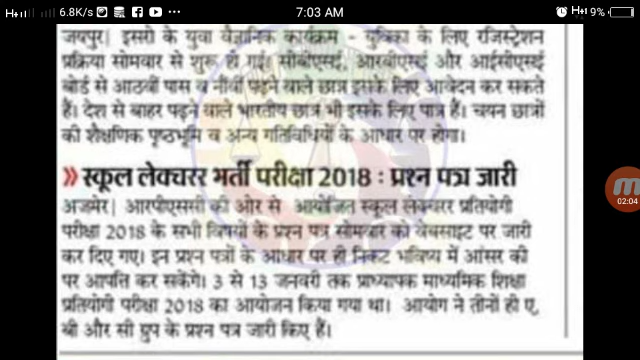 6.8K/s 7:03 AM H+ 9%
जयपुर| इसरो के युवा वैज्ञानिक कार्यक्रम - युविका के लिए रजिस्ट्रेशन
प्रक्रिया सोमवार से शुरू हो गई। सीबीएसई, आरबीएसई और आईसीएसई
बोर्ड से आठवीं पास व नौवीं पढ़ने वाले छात्र इसके लिए आवेदन कर सकते
हैं। देश से बाहर पढ़ने वाले भारतीय छात्र भी इसके लिए पात्र हैं। चयन छात्रों
की शैक्षणिक पृष्ठभूमि व अन्य गतिविधियों के आधार पर होगा।
» स्कूल लेक्चरर भर्ती परीक्षा 2018 : प्रश्न पत्र जारी
अजमेर| आरपीएससी की ओर से आयोजित स्कूल लेक्चरर प्रतियोगी
परीक्षा 2018 के सभी विषयों के प्रश्न पत्र सोमवार को वेबसाइट पर जारी
कर दिए गए। इन प्रश्न पत्रों के आधार पर ही निकट भविष्य में आंसर की
पर आपत्ति कर सकेंगे। 3 से 13 जनवरी तक प्राध्यापक माध्यमिक शिक्षा
प्रतियोगी परीक्षा 2018 का आयोजन किया गया था। आयोग ने तीनों ही ए,
बी और सी ग्रुप के प्रश्न पत्र जारी किए हैं।
02:04